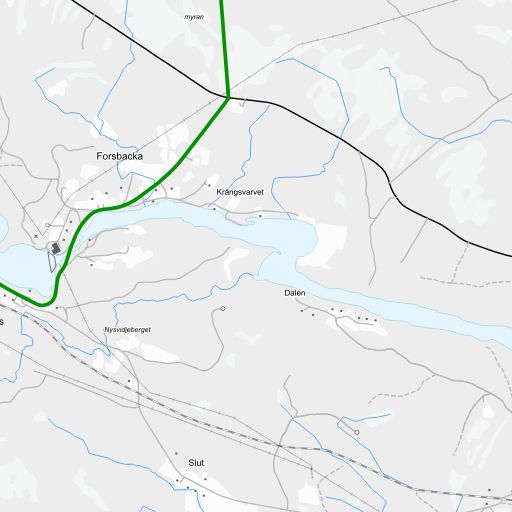 myran
Forsbacka
Krångsvarvet
Dalen
s
Nysvidjeberget
Slut